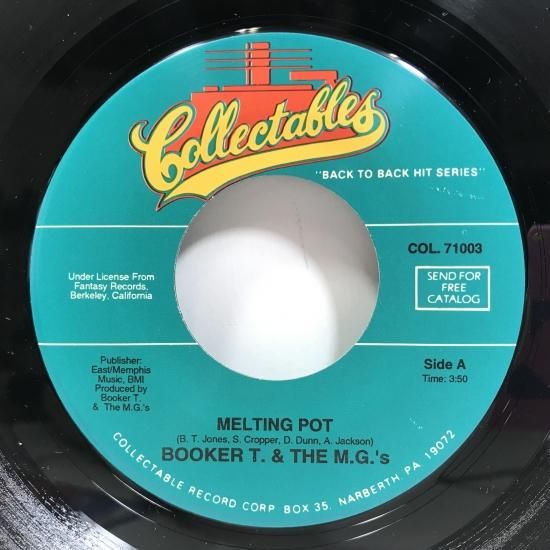 Collectables
"BACK TO BACK HIT SERIES"
COL. 71003
Under License From
Fantasy Records,
Berkeley, California
SEND FOR
FREE
CATALOG
Publisher:
East/Memphis
Music, BMI
Produced by
Booker T.
& The M.G.'s
Side A
Time: 3:50
MELTING POT
(B. T. Jones, S. Cropper, D. Dunn, A. Jackson)
BOOKER T. & THE M.G.'s
COLLECTABLE RECORD CORP BOX 35, NARBERTH, PA 19072